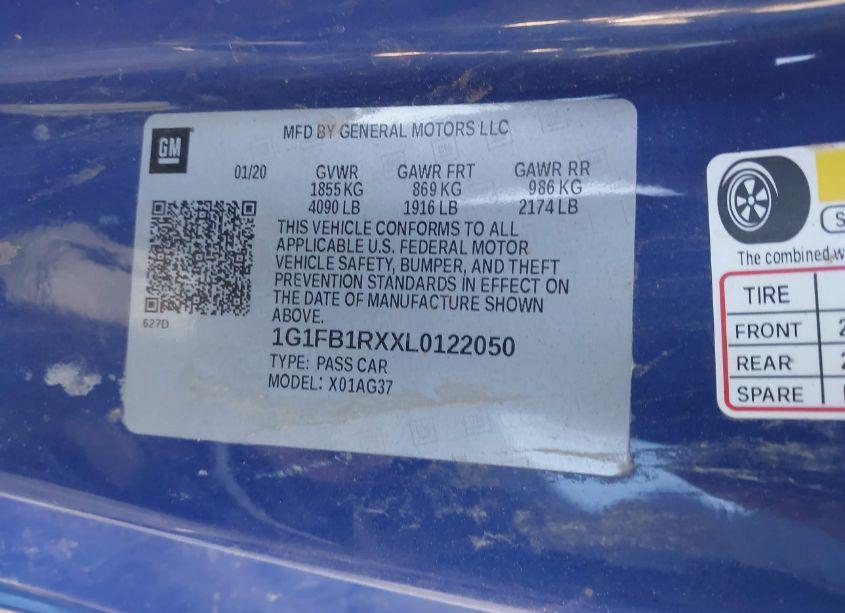 MFD BY GENERAL MOTORS LLC
GM
01/20 GVWR GAWR FRT GAWR RR
1855 KG 869 KG 986 KG
4090 LB 1916 LB 2174 LB
THIS VEHICLE CONFORMS TO ALL
APPLICABLE U.S. FEDERAL MOTOR
VEHICLE SAFETY, BUMPER, AND THEFT
PREVENTION STANDARDS IN EFFECT ON
THE DATE OF MANUFACTURE SHOWN
ABOVE.
627D
1G1FB1RXXL0122050
TYPE: PASS CAR
MODEL: X01AG37
The combined
TIRE
FRONT 2
REAR 2
SPARE